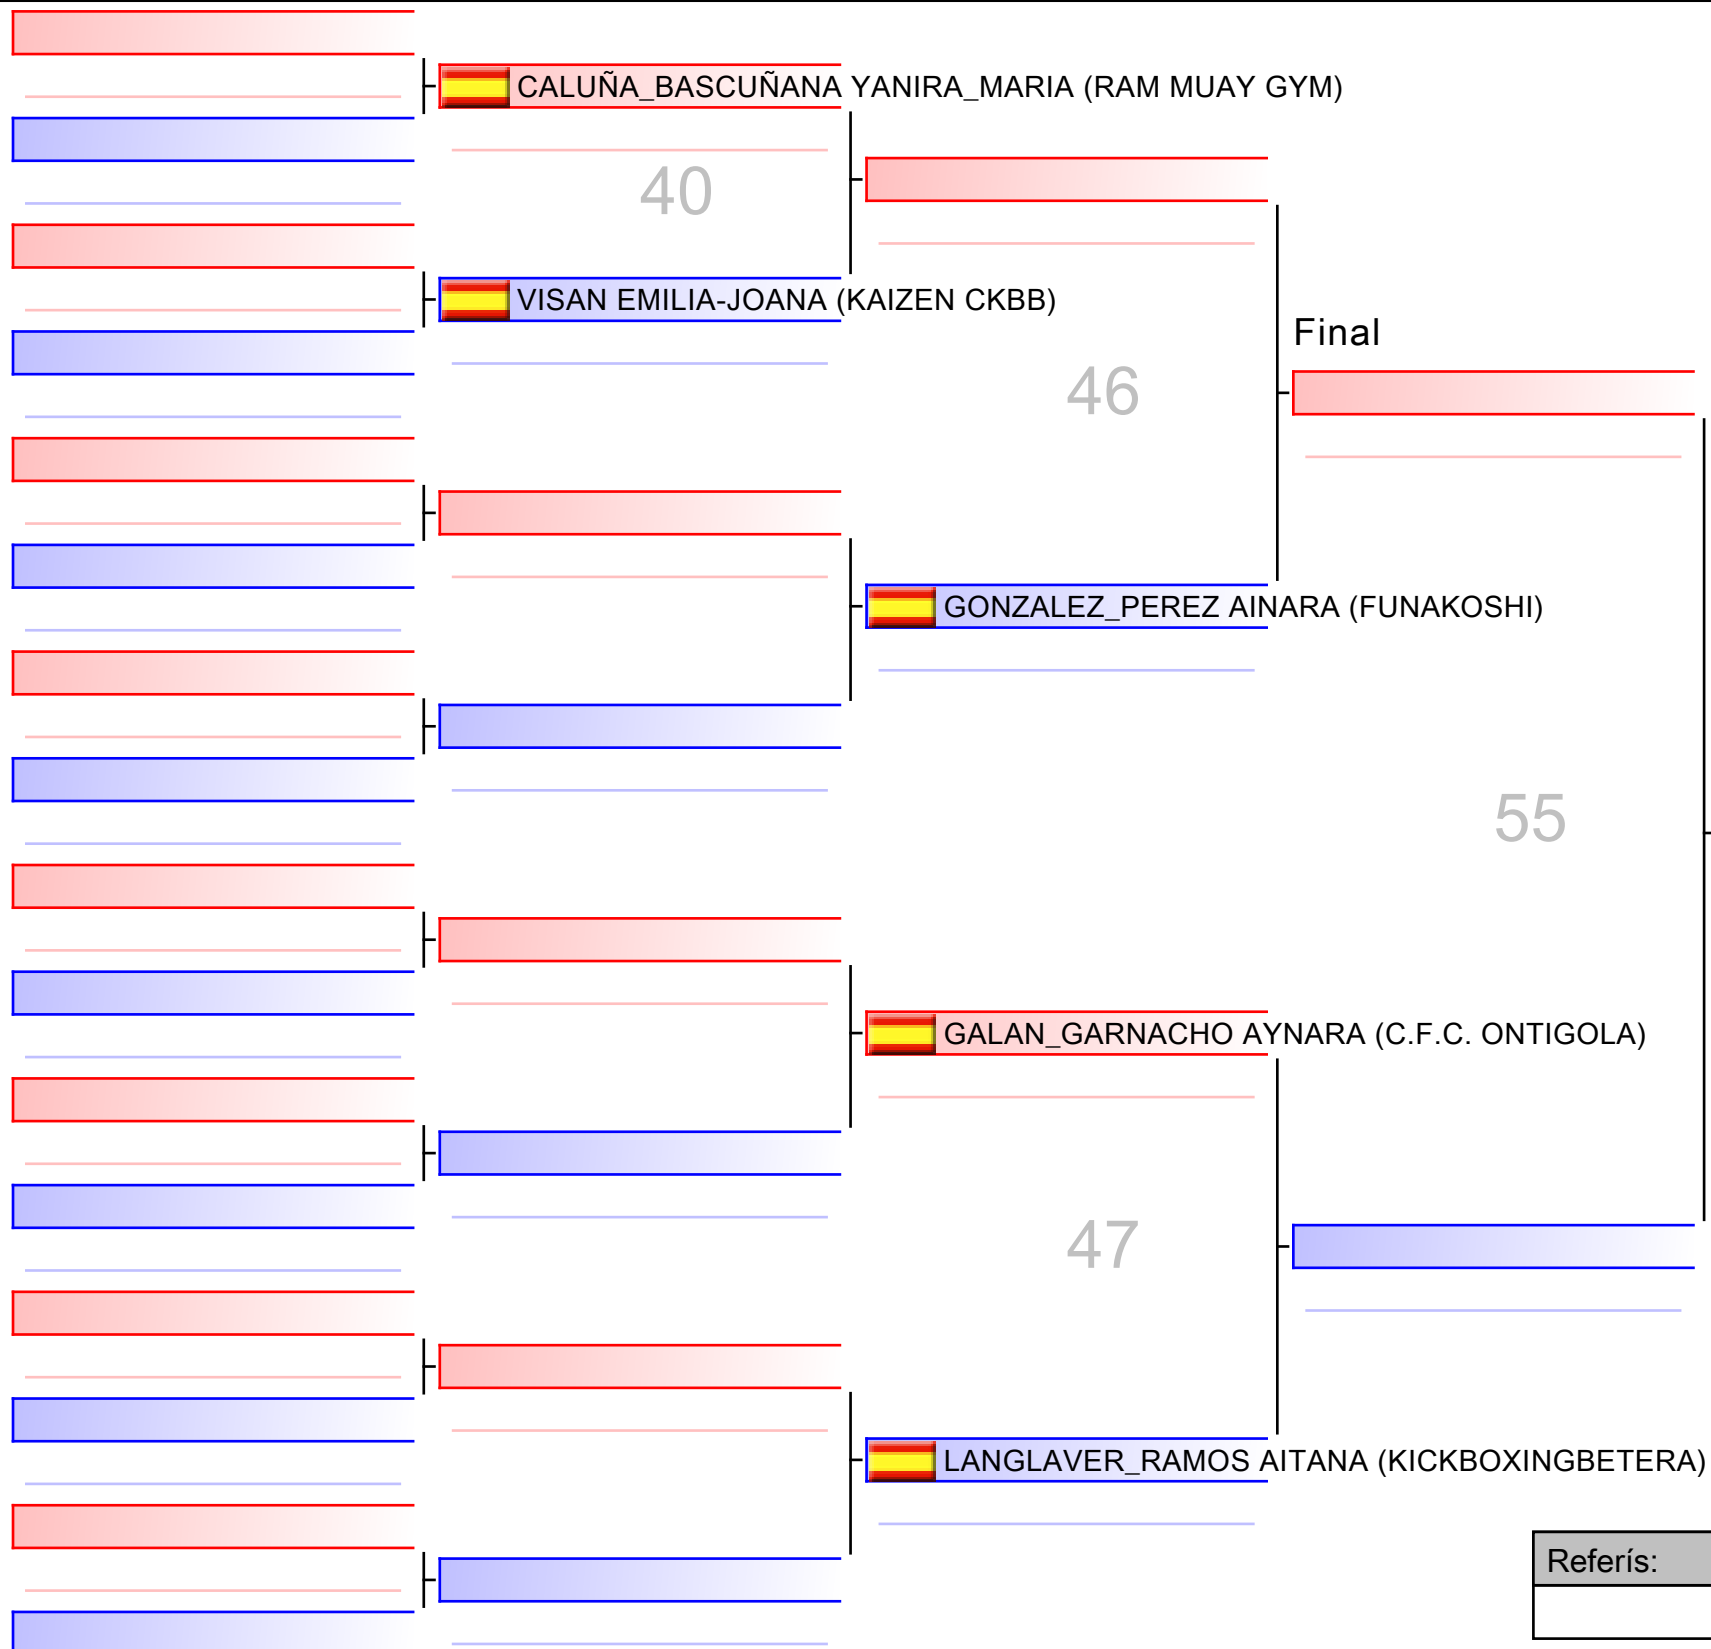 CALUÑA_BASCUÑANA YANIRA_MARIA (RAM MUAY GYM)
40
VISAN EMILIA-JOANA (KAIZEN CKBB)
Final
46
GONZALEZ_PEREZ AINARA (FUNAKOSHI)
55
GALAN_GARNACHO AYNARA (C.F.C. ONTIGOLA)
47
LANGLAVER_RAMOS AITANA (KICKBOXINGBETERA)
Referís: